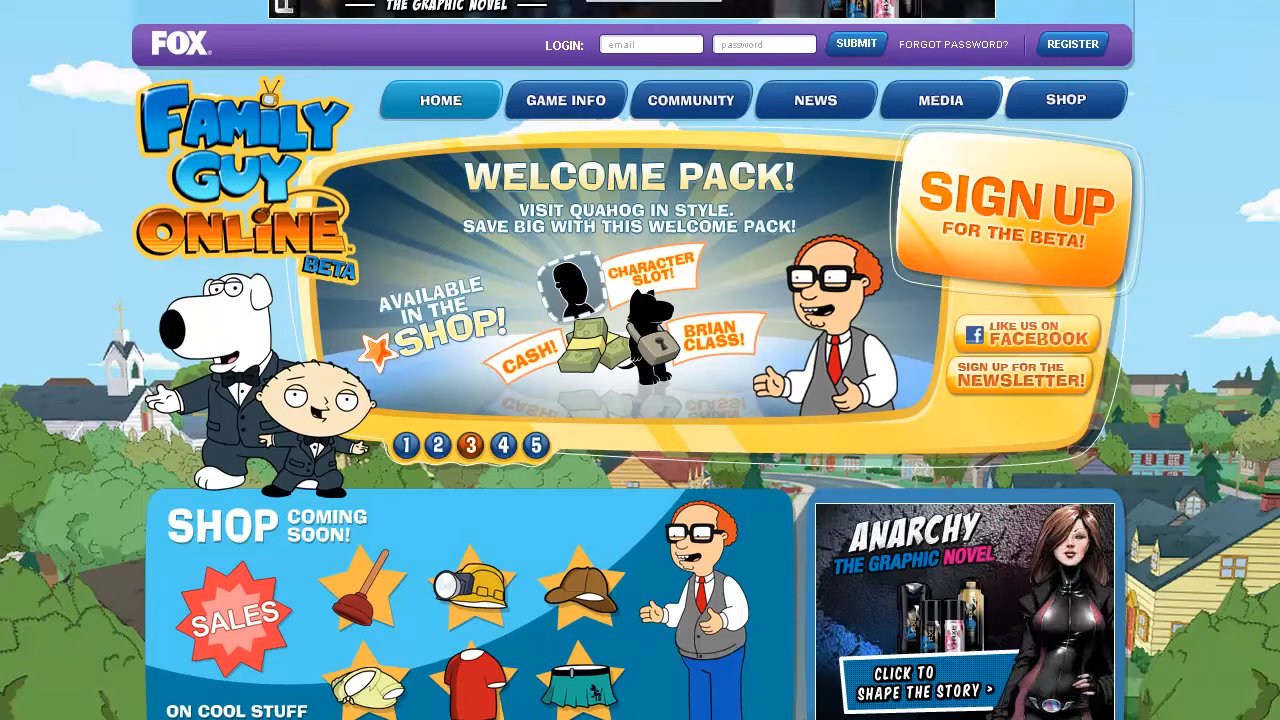 THE GRAPHIC NOVEL
FOX
LOGIN:
email
password
SUBMIT
FORGOT PASSWORD?
REGISTER
HOME
GAME INFO
COMMUNITY
NEWS
MEDIA
SHOP
FAMILY
GUY
ONLINE
BETA
WELCOME PACK!
VISIT QUAHOG IN STYLE.
SAVE BIG WITH THIS WELCOME PACK!
AVAILABLE
IN THE
SHOP!
CHARACTER
SLOT!
CASH!
BRIAN
CLASS!
SIGN UP
FOR THE BETA!
LIKE US ON
FACEBOOK
SIGN UP FOR THE
NEWSLETTER!
1 2 3 4 5
SHOP COMING
SOON!
SALES
ON COOL STUFF
ANARCHY
THE GRAPHIC NOVEL
CLICK TO
SHAPE THE STORY >